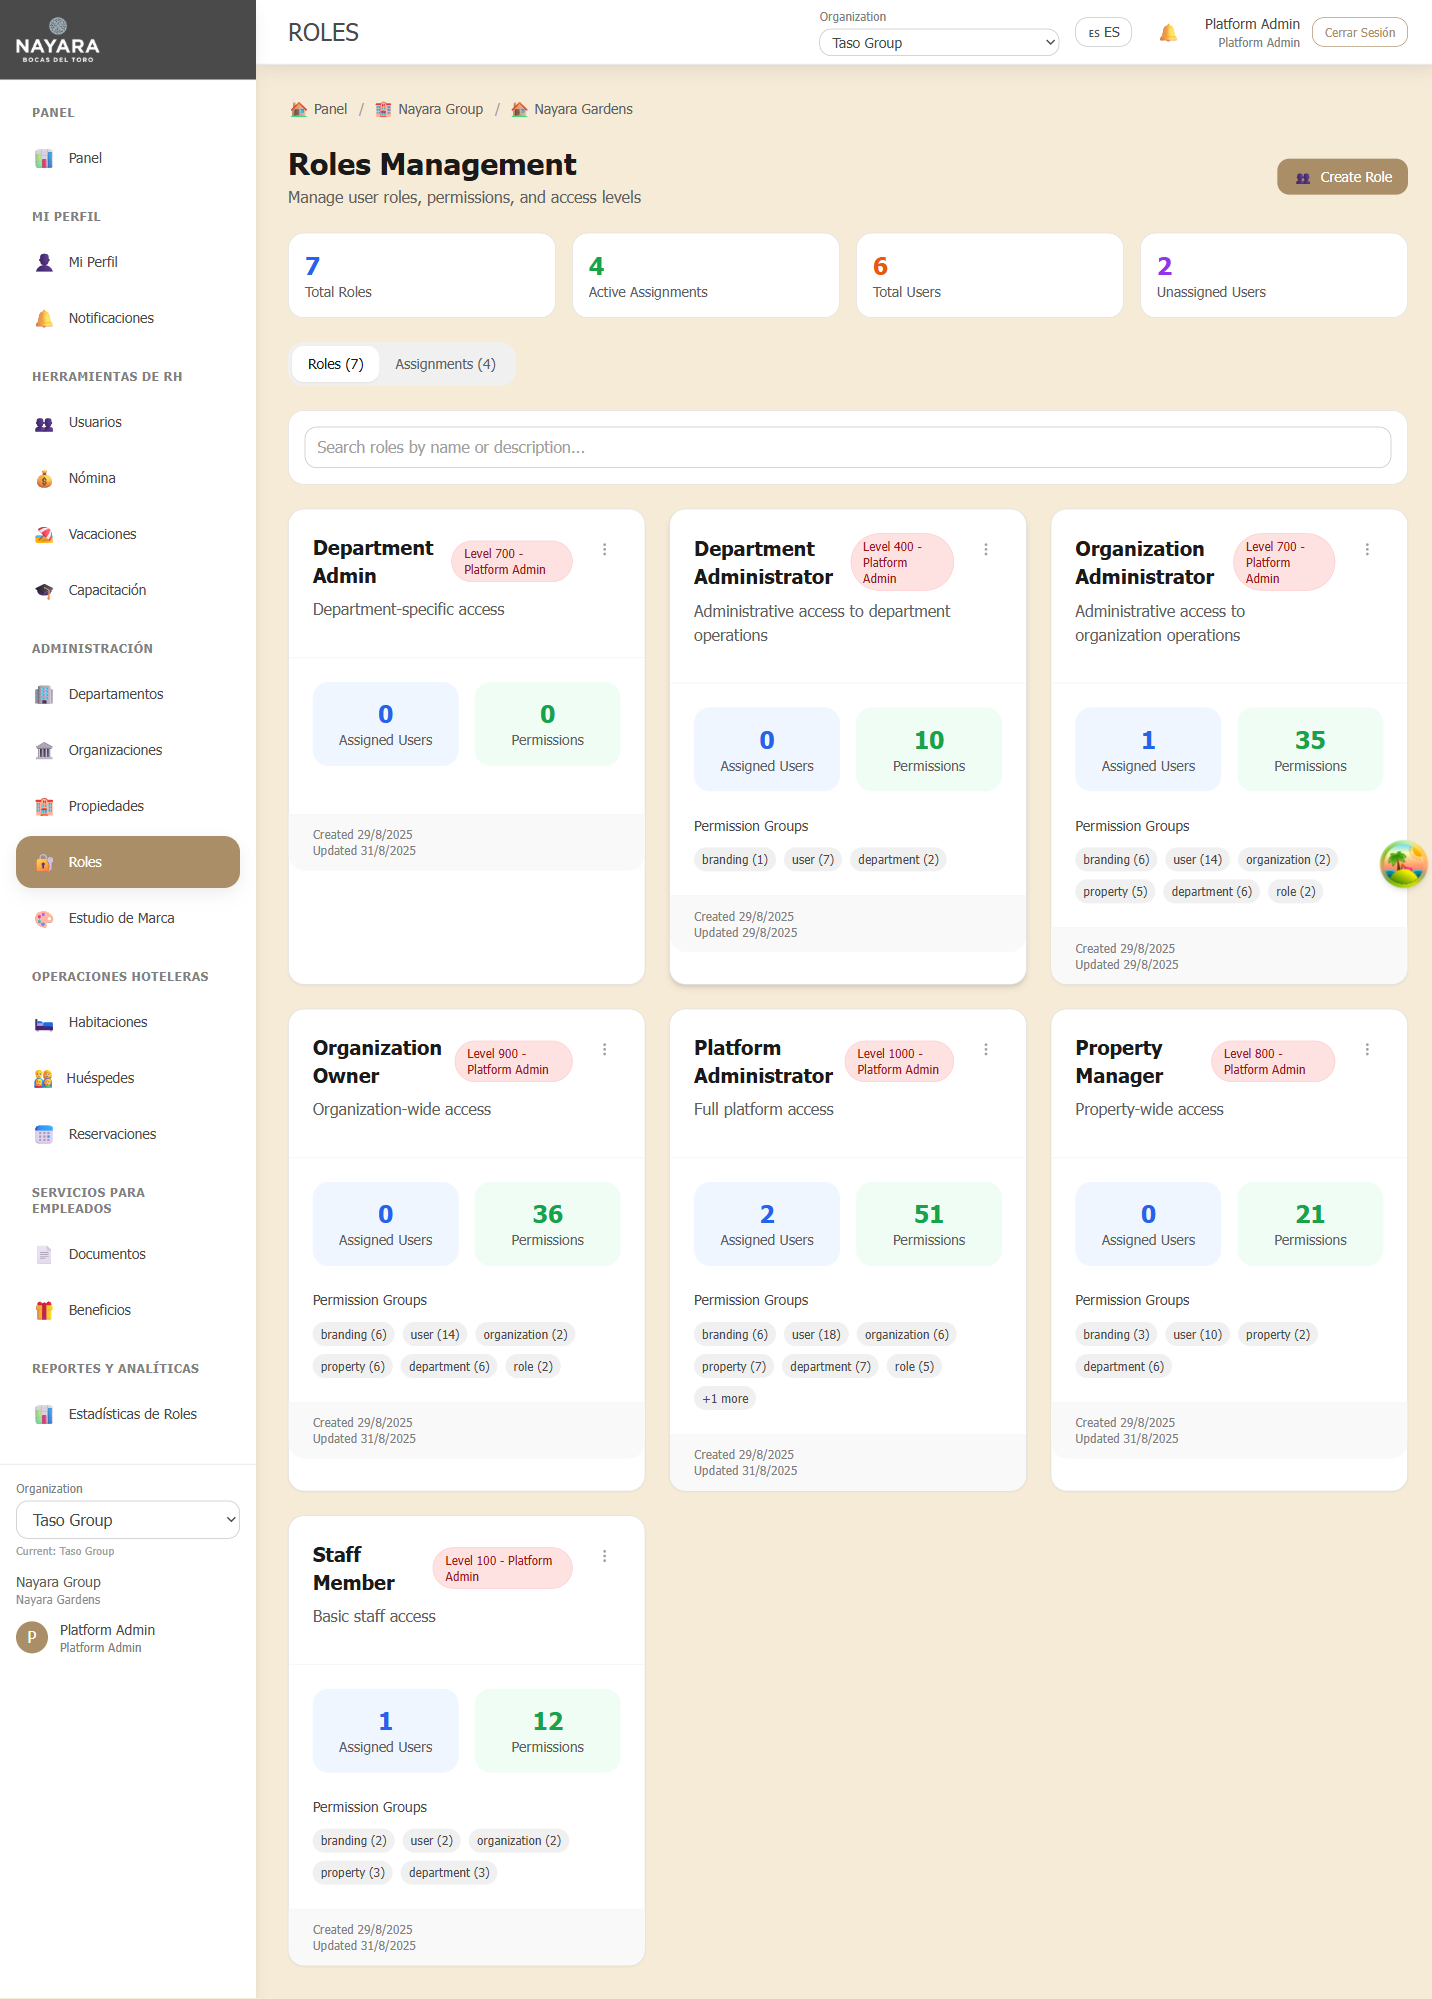 NAYARA
BOCAS DEL TORO
PANEL
Panel
MI PERFIL
Mi Perfil
Notificaciones
HERRAMIENTAS DE RH
Usuarios
Nómina
Vacaciones
Capacitación
ADMINISTRACIÓN
Departamentos
Organizaciones
Propiedades
Roles
Estudio de Marca
OPERACIONES HOTELERAS
Habitaciones
Huéspedes
Reservaciones
SERVICIOS PARA
EMPLEADOS
Documentos
Beneficios
REPORTES Y ANALÍTICAS
Estadísticas de Roles
Organization
Taso Group
Current: Taso Group
Nayara Group
Nayara Gardens
P
Platform Admin
Platform Admin
ROLES
Organization
Taso Group
ES ES
Platform Admin
Platform Admin
Cerrar Sesión
Panel / Nayara Group / Nayara Gardens
Roles Management
Manage user roles, permissions, and access levels
Create Role
7
Total Roles
4
Active Assignments
6
Total Users
2
Unassigned Users
Roles (7)
Assignments (4)
Search roles by name or description...
Department
Admin
Level 700 -
Platform Admin
Department-specific access
0
Assigned Users
0
Permissions
Created 29/8/2025
Updated 31/8/2025
Department
Administrator
Level 400 -
Platform
Admin
Administrative access to department
operations
0
Assigned Users
10
Permissions
Permission Groups
branding (1) user (7) department (2)
Created 29/8/2025
Updated 29/8/2025
Organization
Administrator
Level 700 -
Platform
Admin
Administrative access to
organization operations
1
Assigned Users
35
Permissions
Permission Groups
branding (6) user (14) organization (2)
property (5) department (6) role (2)
Created 29/8/2025
Updated 29/8/2025
Organization
Owner
Level 900 -
Platform Admin
Organization-wide access
0
Assigned Users
36
Permissions
Permission Groups
branding (6) user (14) organization (2)
property (6) department (6) role (2)
Created 29/8/2025
Updated 31/8/2025
Platform
Administrator
Level 1000 -
Platform Admin
Full platform access
2
Assigned Users
51
Permissions
Permission Groups
branding (6) user (18) organization (6)
property (7) department (7) role (5)
+1 more
Created 29/8/2025
Updated 31/8/2025
Property
Manager
Level 800 -
Platform Admin
Property-wide access
0
Assigned Users
21
Permissions
Permission Groups
branding (3) user (10) property (2)
department (6)
Created 29/8/2025
Updated 31/8/2025
Staff
Member
Level 100 - Platform
Admin
Basic staff access
1
Assigned Users
12
Permissions
Permission Groups
branding (2) user (2) organization (2)
property (3) department (3)
Created 29/8/2025
Updated 31/8/2025